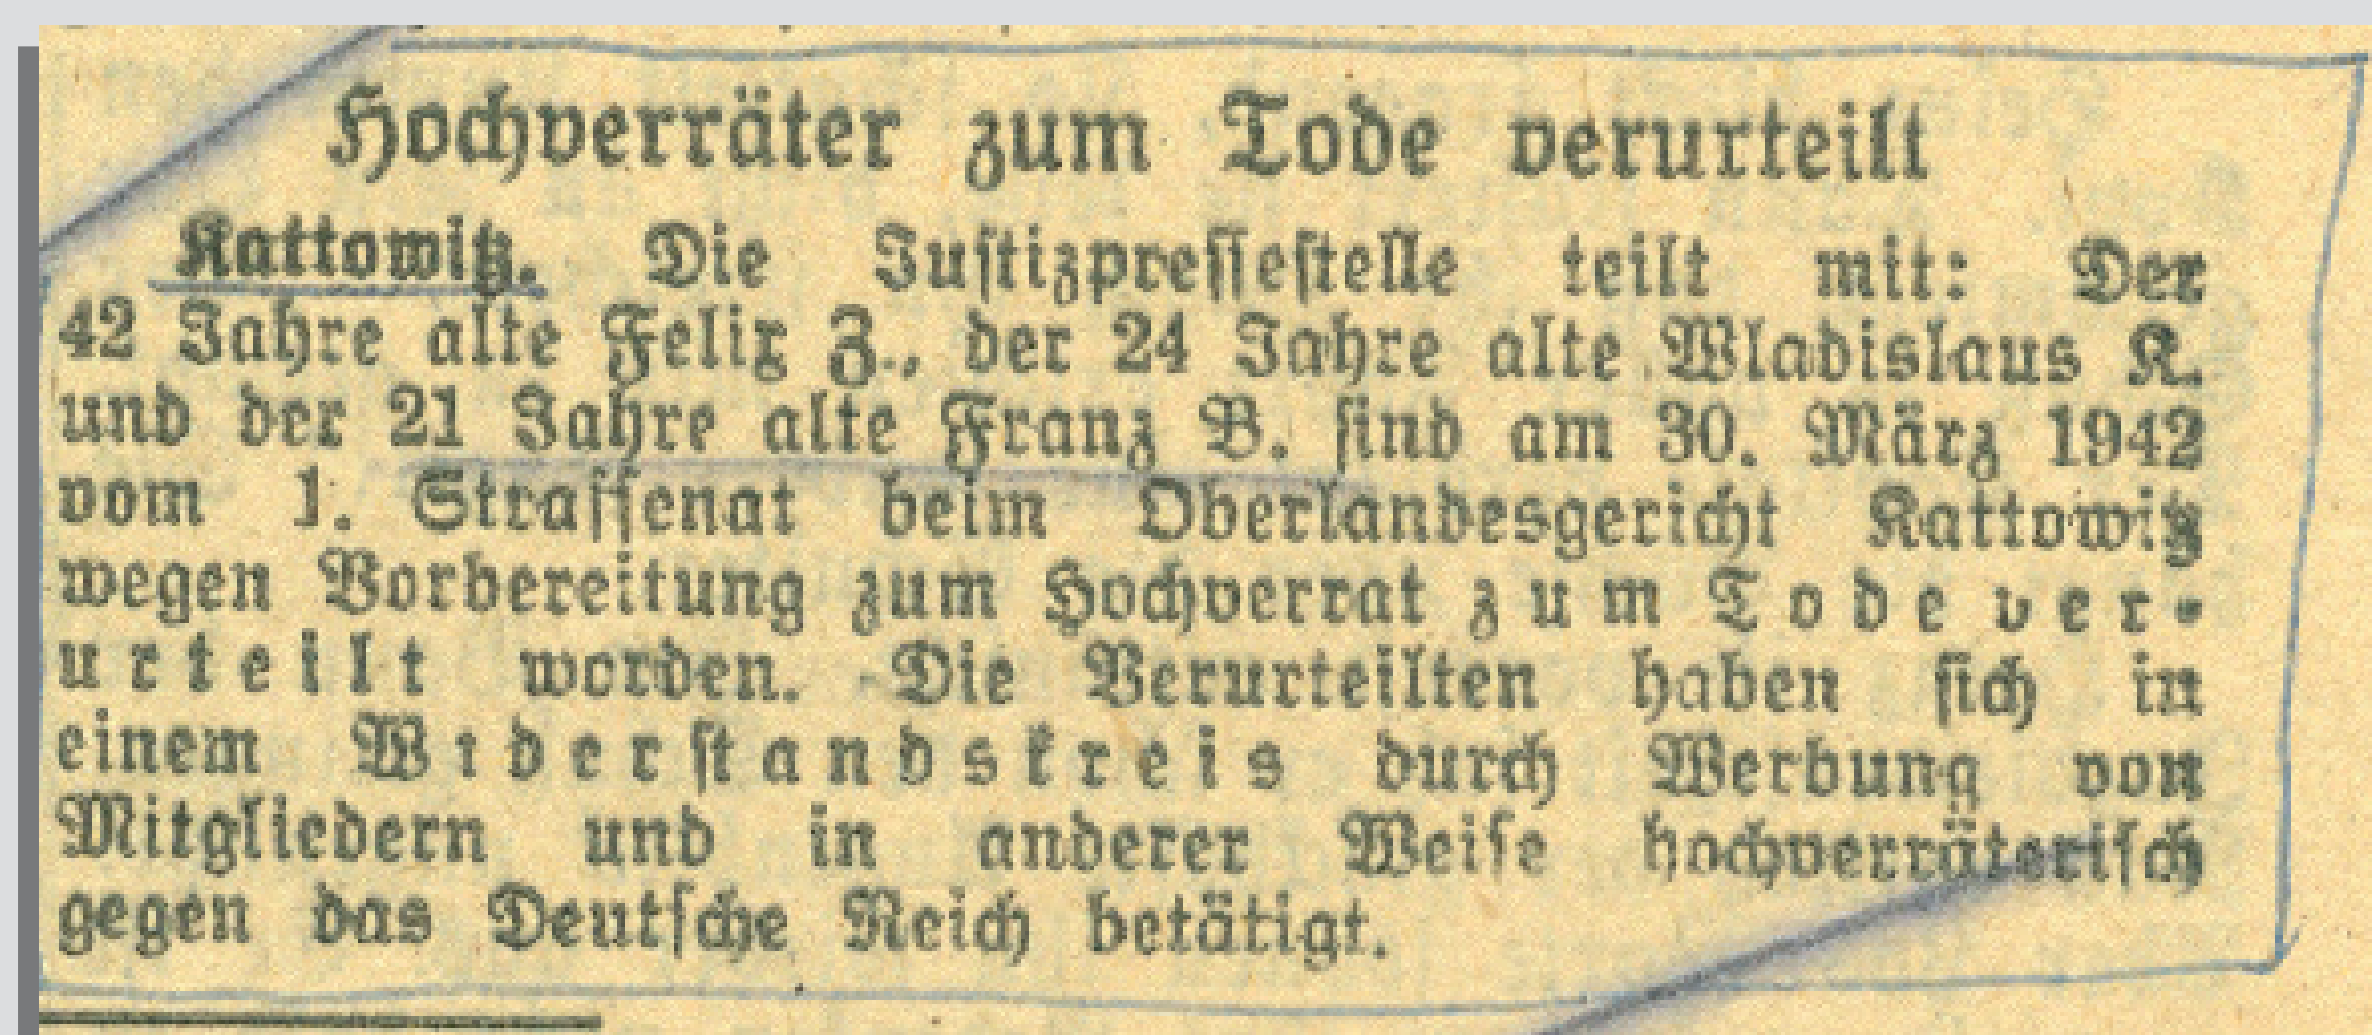 Hochverräter zum Tode verurteilt
Kattowitz. Die Justizpressestelle teilt mit: Der
42 Jahre alte Felix Z., der 24 Jahre alte Wladislaus K.
und der 21 Jahre alte Franz B. sind am 30. März 1942
vom 1. Strafsenat beim Oberlandesgericht Kattowitz
wegen Vorbereitung zum Hochverrat zum Tode ver-
urteilt worden. Die Verurteilten haben sich in
einem Widerstandskreis durch Werbung von
Mitgliedern und in anderer Weise hochverräterisch
gegen das Deutsche Reich betätigt.